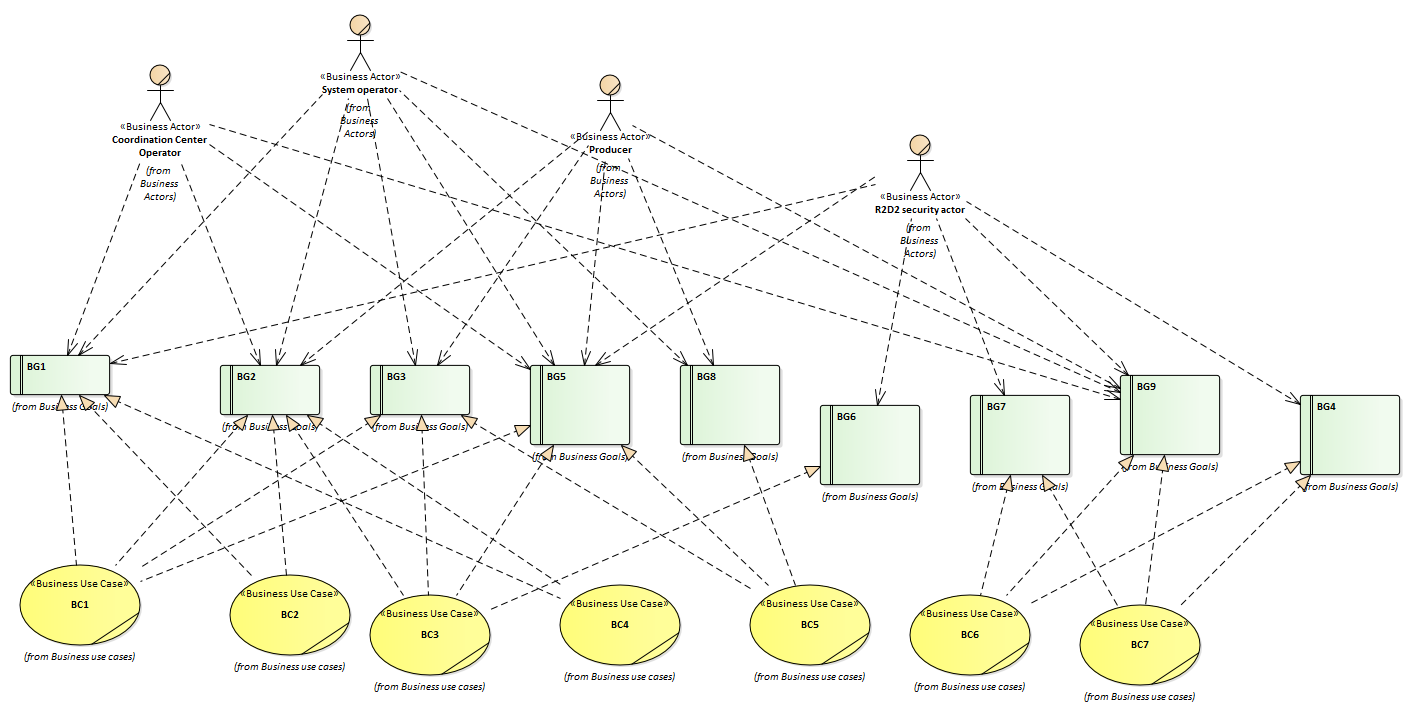 «Business Actor»
System operator
(from
Business
Actors)
«Business Actor»
Coordination Center
Operator
(from
Business
Actors)
«Business Actor»
Producer
(from
Business
Actors)
«Business Actor»
R2D2 security actor
(from
Business
Actors)
BG1
(from Business Goals)
BG2
(from Business Goals)
BG3
(from Business Goals)
BG5
(from Business Goals)
BG8
(from Business Goals)
BG6
(from Business Goals)
BG7
(from Business Goals)
BG9
(from Business Goals)
BG4
(from Business Goals)
«Business Use Case»
BC1
(from Business use cases)
«Business Use Case»
BC2
(from Business use cases)
«Business Use Case»
BC3
(from Business use cases)
«Business Use Case»
BC4
(from Business use cases)
«Business Use Case»
BC5
(from Business use cases)
«Business Use Case»
BC6
(from Business use cases)
«Business Use Case»
BC7
(from Business use cases)